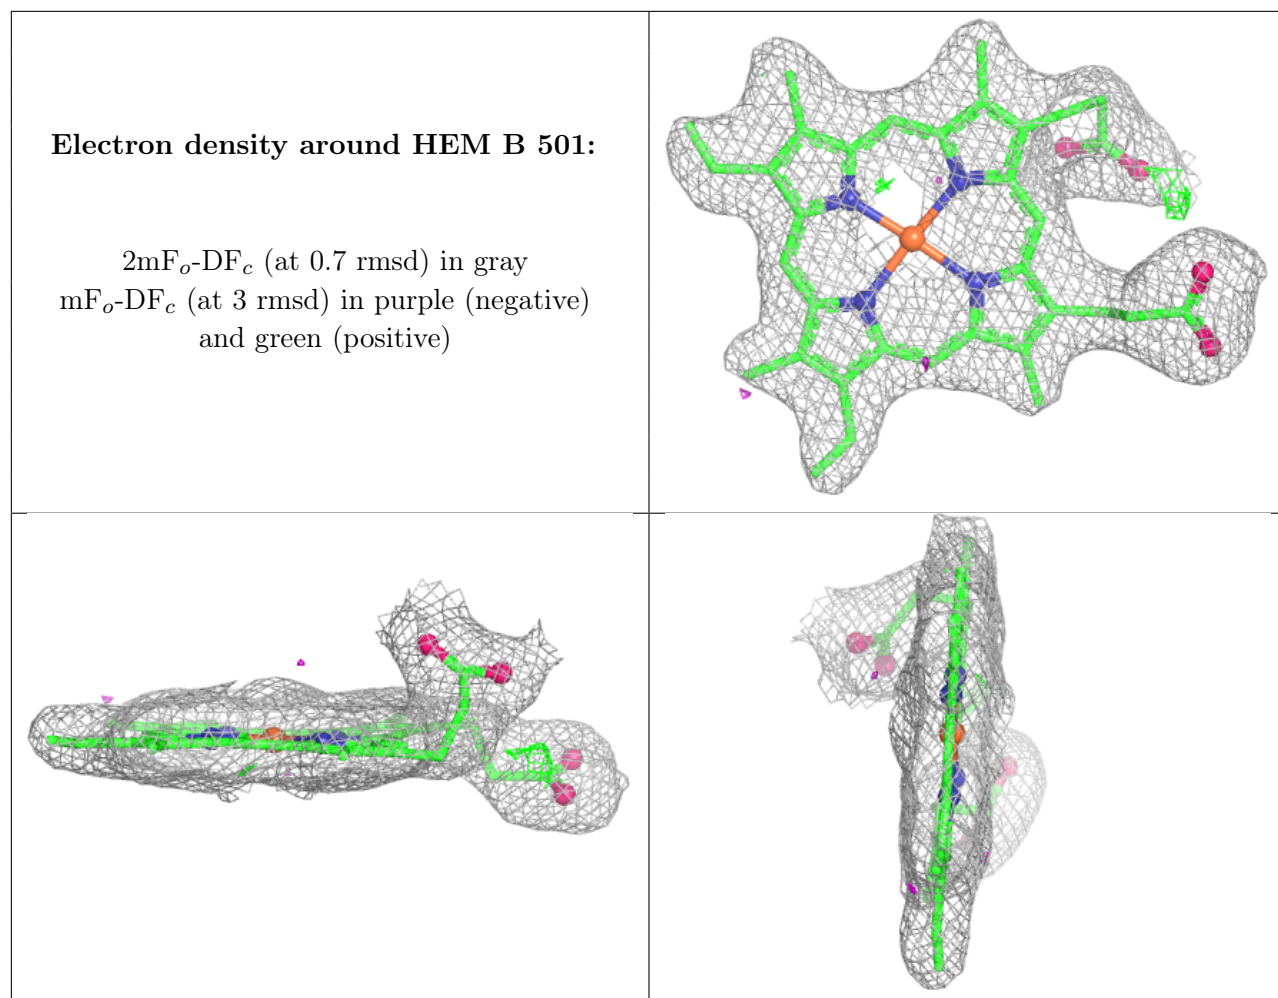 Electron density around HEM B 501:
2mFo-DFc (at 0.7 rmsd) in gray
mFo-DFc (at 3 rmsd) in purple (negative)
and green (positive)